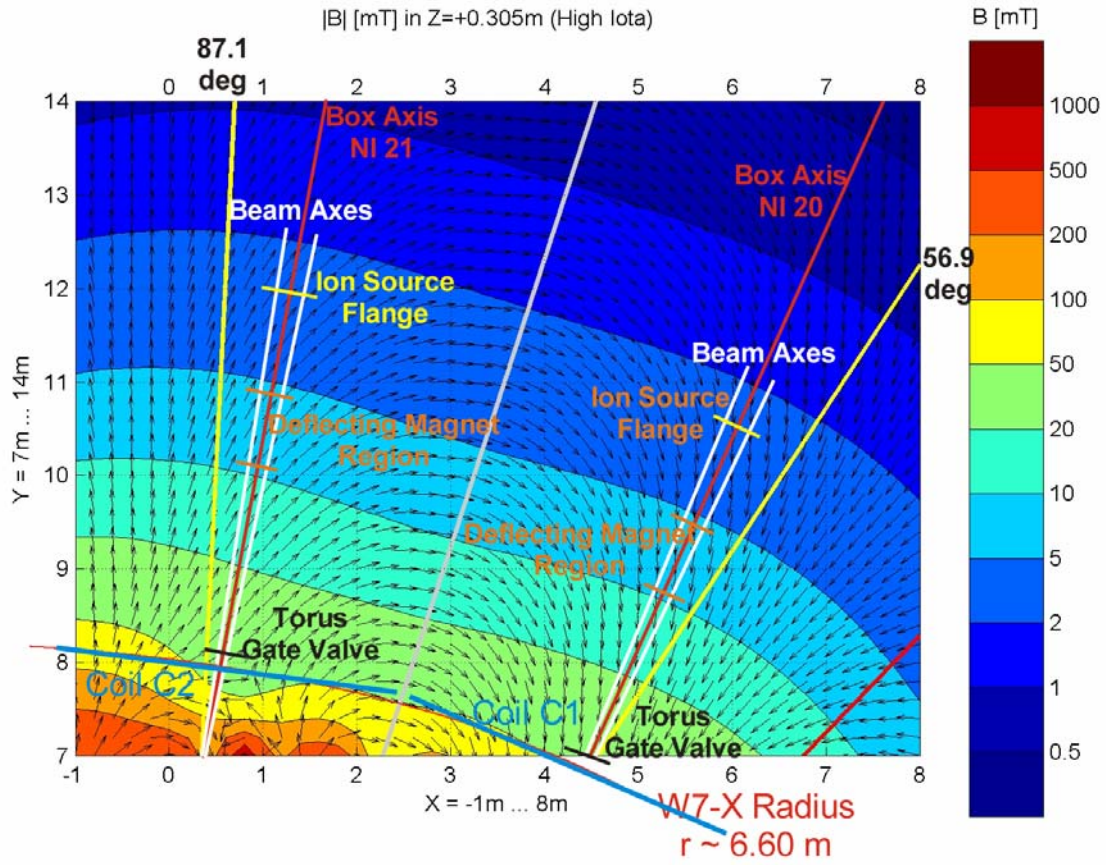 |B| [mT] in Z=+0.305m (High Iota)
B [mT]
87.1
deg
0 1 2 3 4 5 6 7 8
14
13
12
11
10
9
8
7
Y = 7m... 14m
Box Axis
NI 21
Box Axis
NI 20
Beam Axes
Ion Source
Flange
56.9
deg
Beam Axes
Ion Source
Flange
Deflecting Magnet
Region
Deflecting Magnet
Region
Torus
Gate Valve
Coil C2
Coil C1
Torus
Gate Valve
-1 0 1 2 3 4 5 6 7 8
X = -1m ... 8m
W7-X Radius
r ~ 6.60 m
1000
500
200
100
50
20
10
5
2
1
0.5